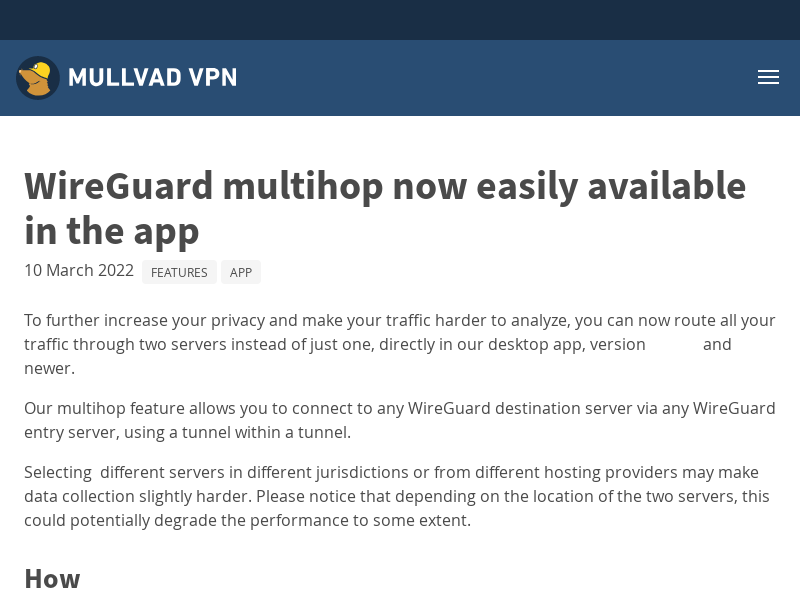 MULLVAD VPN
WireGuard multihop now easily available
in the app
10 March 2022 FEATURES APP
To further increase your privacy and make your traffic harder to analyze, you can now route all your
traffic through two servers instead of just one, directly in our desktop app, version and
newer.
Our multihop feature allows you to connect to any WireGuard destination server via any WireGuard
entry server, using a tunnel within a tunnel.
Selecting different servers in different jurisdictions or from different hosting providers may make
data collection slightly harder. Please notice that depending on the location of the two servers, this
could potentially degrade the performance to some extent.
How